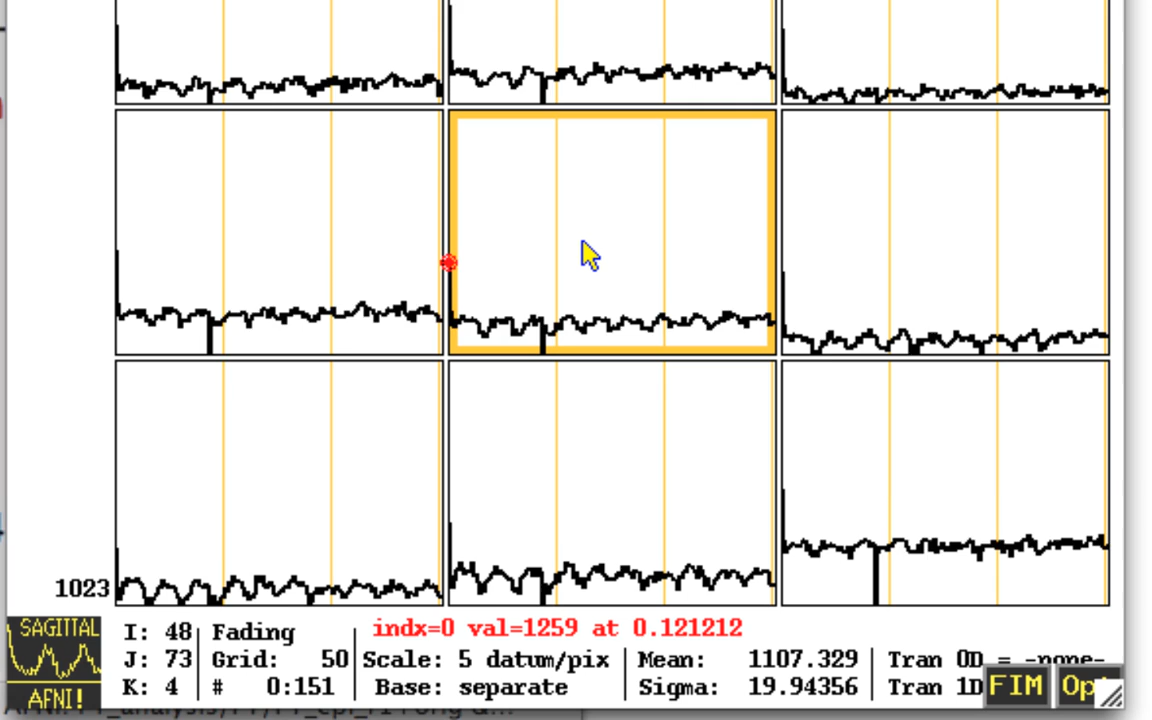 1023
SAGITTAL
AFNI!
I: 48
J: 73
K: 4
Fading
Grid: 50
# 0:151
indx=0 val=1259 at 0.121212
Scale: 5 datum/pix
Base: separate
Mean: 1107.329
Sigma: 19.94356
Tran 0D = -none-
Tran 1D
FIM
Op